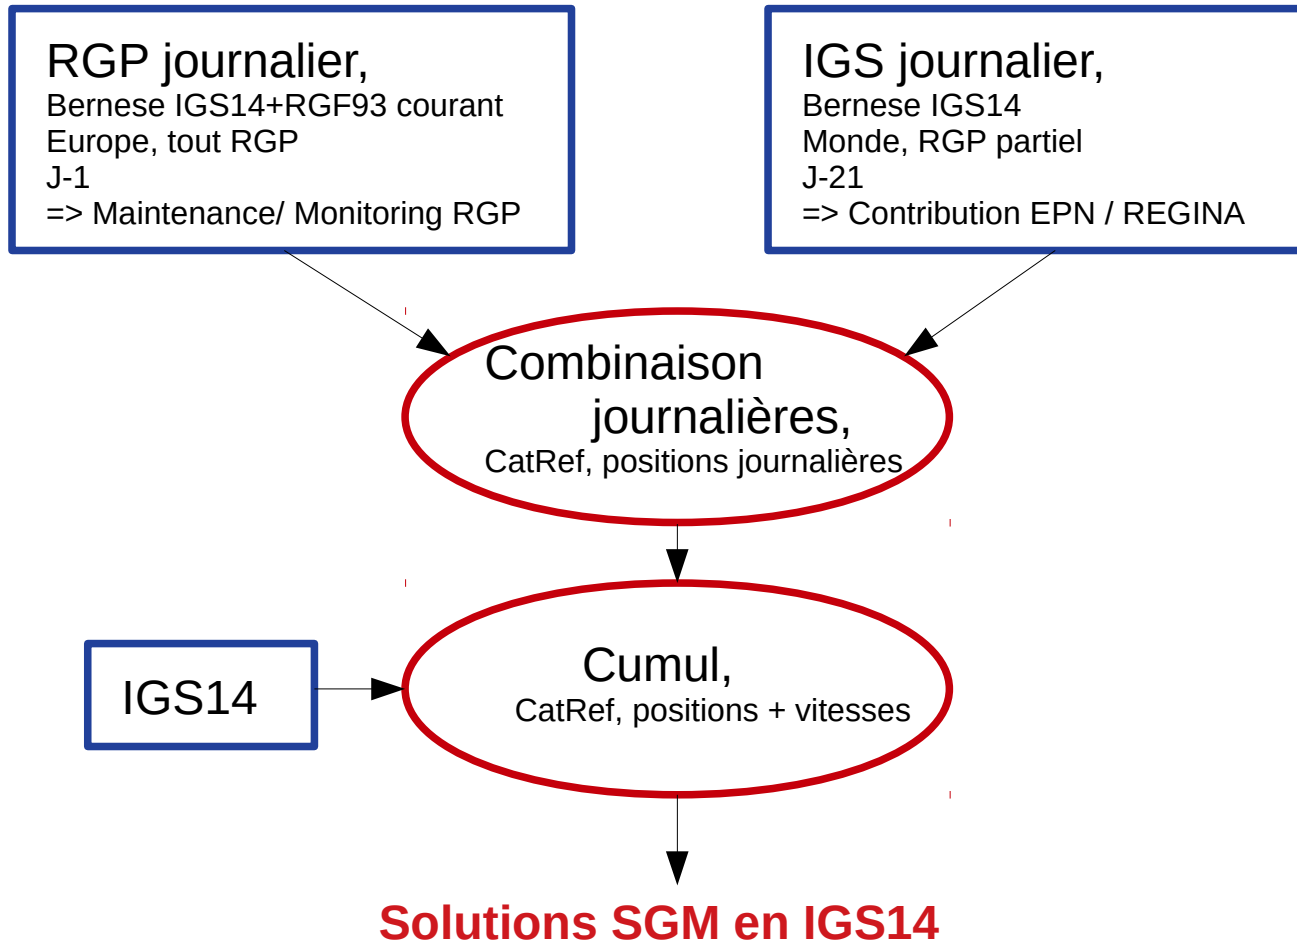 RGP journalier,
Bernese IGS14+RGF93 courant
Europe, tout RGP
J-1
=> Maintenance/ Monitoring RGP
IGS journalier,
Bernese IGS14
Monde, RGP partiel
J-21
=> Contribution EPN / REGINA
Combinaison
journalières,
CatRef, positions journalières
IGS14
Cumul,
CatRef, positions + vitesses
Solutions SGM en IGS14